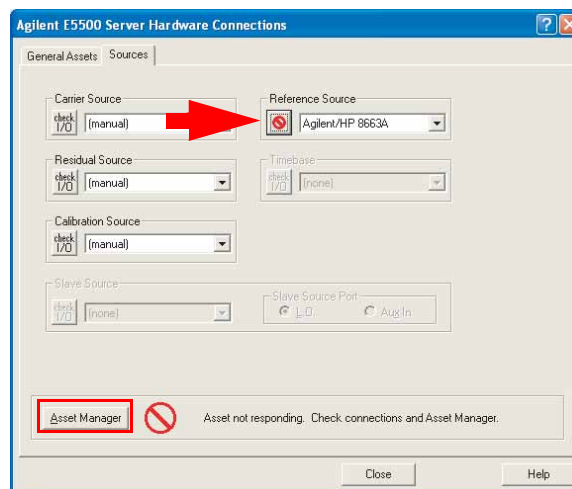 Agilent E5500 Server Hardware Connections
General Assets
Sources
Carrier Source
check I/O
(manual)
Reference Source
Agilent/HP 8663A
Residual Source
check I/O
(manual)
Timebase
check I/O
(none)
Calibration Source
check I/O
(manual)
Slave Source
check I/O
(none)
Slave Source Port
L.O.
Aux In
Asset Manager
Asset not responding. Check connections and Asset Manager.
Close
Help